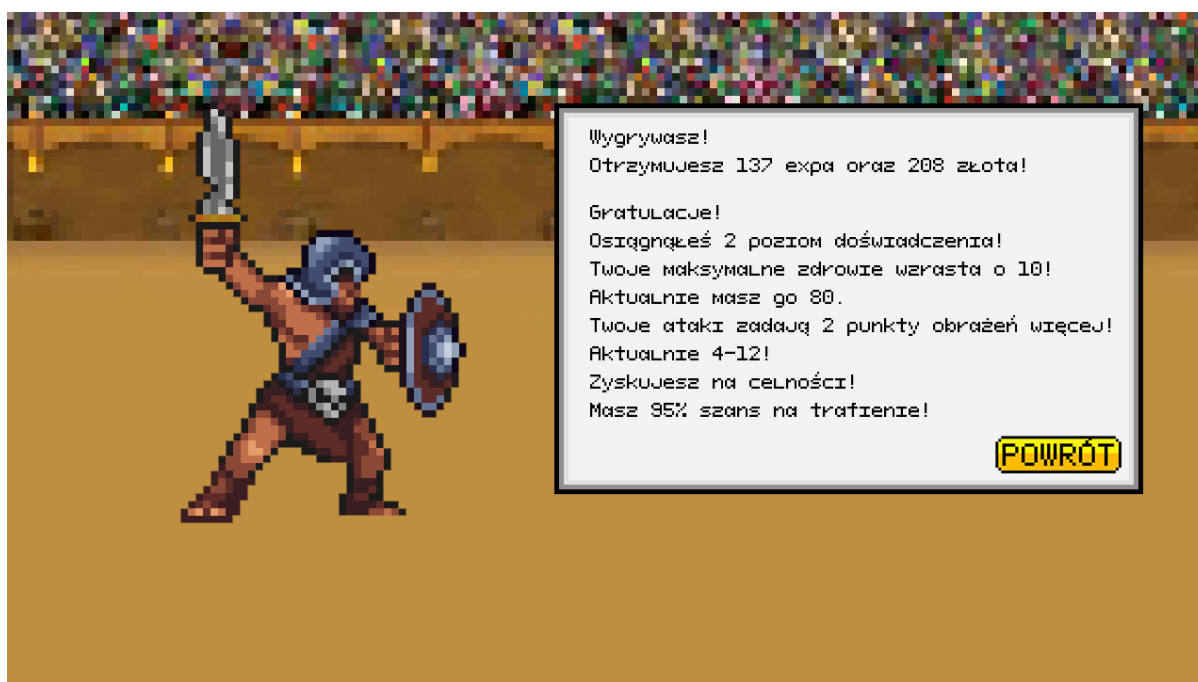 Wygrywasz!
Otrzymujesz 137 expa oraz 208 złota!
Gratulacje!
Osiągnąłeś 2 poziom doświadczenia!
Twoje maksymalne zdrowie wzrasta o 10!
Aktualnie masz go 80.
Twoje ataki zadają 2 punkty obrażeń więcej!
Aktualnie 4-12!
Zyskujesz na celności!
Masz 95% szans na trafienie!
POWRÓT